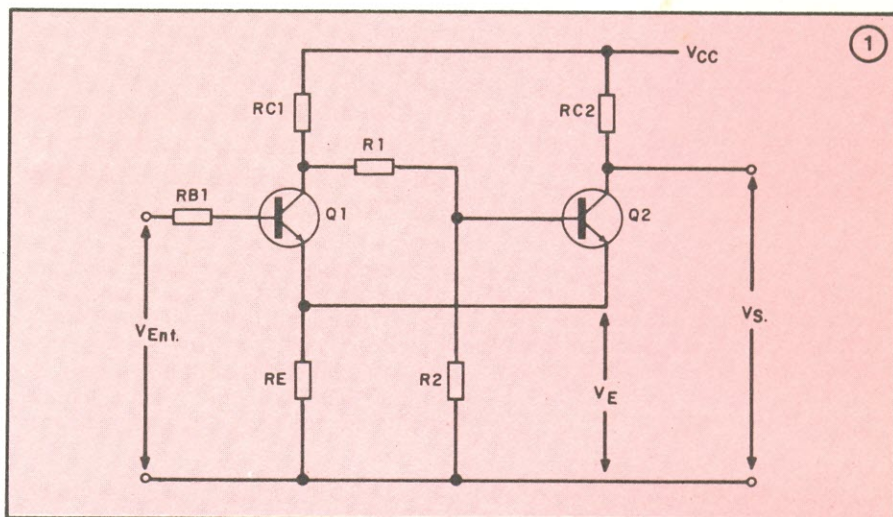 1
VCC
RC1
RC2
R1
RB1
Q1
Q2
VEnt.
VS.
RE
R2
VE